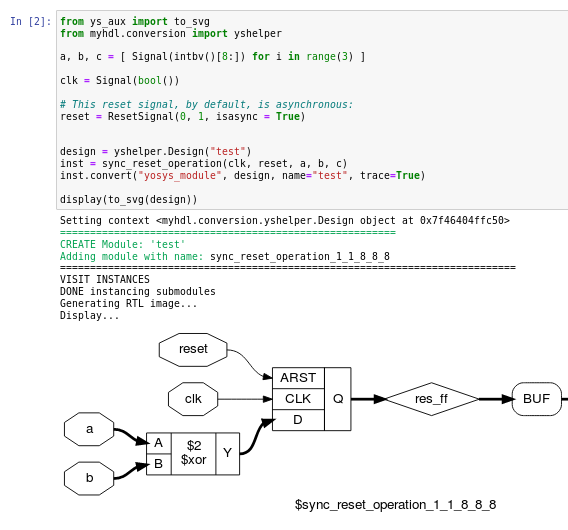 In [2]:
from ys_aux import to_svg
from myhdl.conversion import yshelper
a, b, c = [ Signal(intbv()[8:]) for i in range(3) ]
clk = Signal(bool())
# This reset signal, by default, is asynchronous:
reset = ResetSignal(0, 1, isasync = True)
design = yshelper.Design("test")
inst = sync_reset_operation(clk, reset, a, b, c)
inst.convert("yosys_module", design, name="test", trace=True)
display(to_svg(design))
Setting context <myhdl.conversion.yshelper.Design object at 0x7f46404ffc50>
========================================================
CREATE Module: 'test'
Adding module with name: sync_reset_operation_1_1_8_8_8
============================================================================
VISIT INSTANCES
DONE instancing submodules
Generating RTL image...
Display...
reset
ARST
clk
CLK
Q
res_ff
BUF
D
a
A
$2
$xor
Y
B
b
$sync_reset_operation_1_1_8_8_8